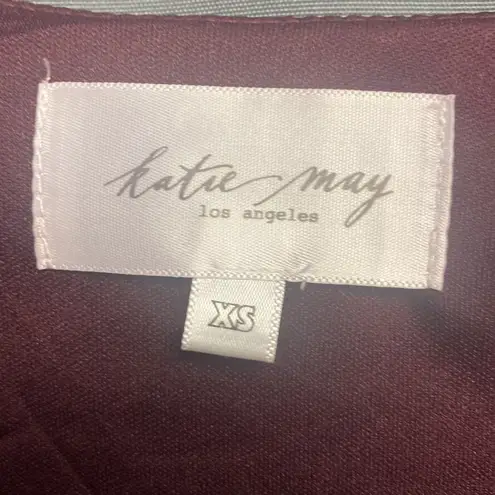 katie may
los angeles
XS